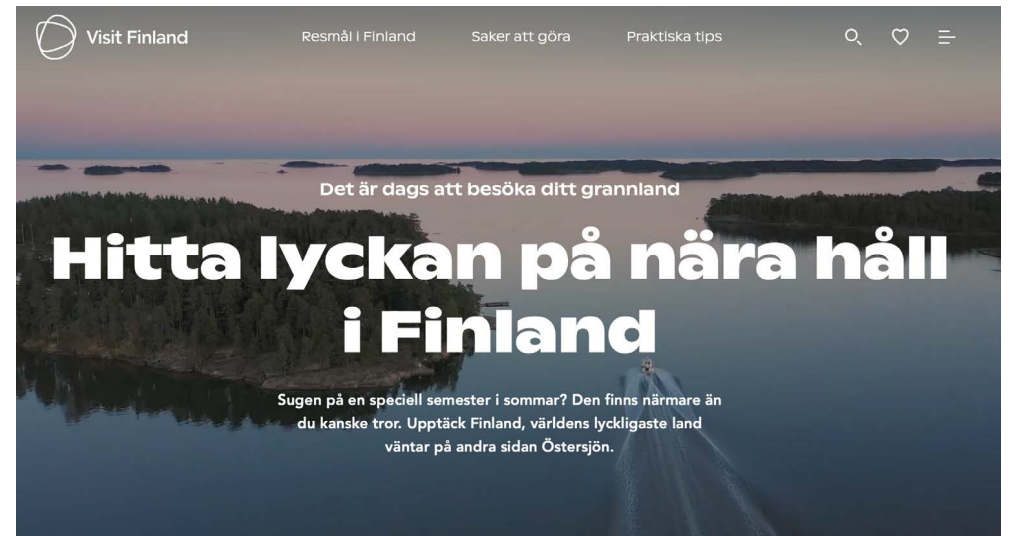 Visit Finland
Resmål i Finland
Saker att göra
Praktiska tips
Det är dags att besöka ditt grannland
Hitta lyckan på nära håll
i Finland
Sugen på en speciell semester i sommar? Den finns närmare än
du kanske tror. Upptäck Finland, världens lyckligaste land
väntar på andra sidan Östersjön.